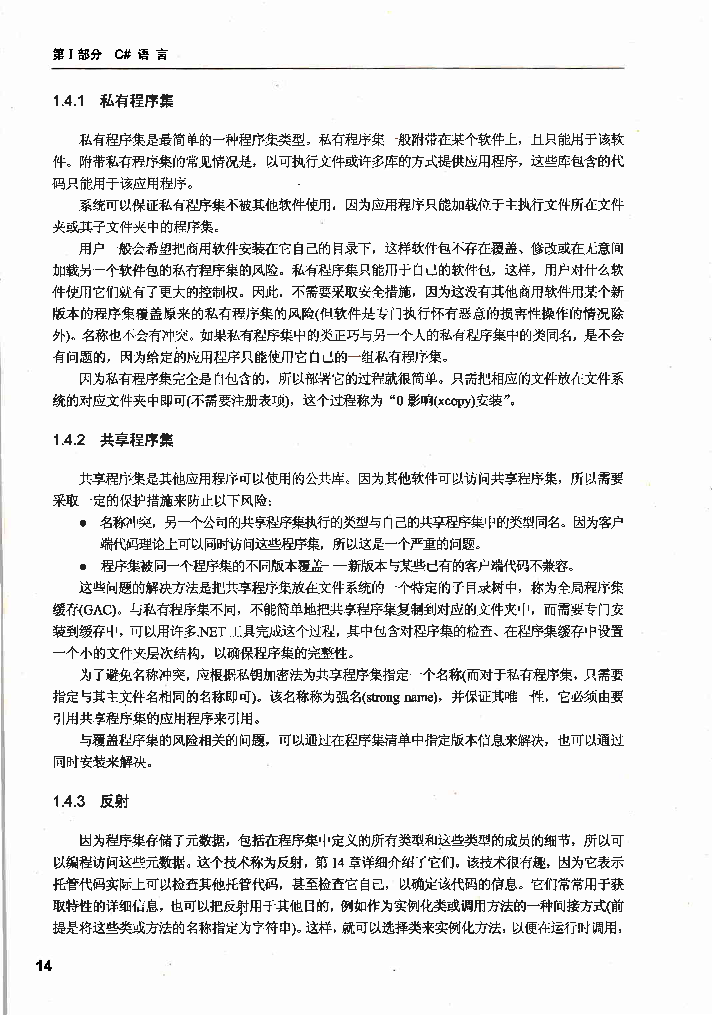 第Ⅰ部分 C# 语 言
1.4.1 私有程序集
私有程序集是最简单的一种程序集类型。私有程序集一般附带在某个软件上，且只能用于该软
件。附带私有程序集的常见情况是，以可执行文件或许多库的方式提供应用程序，这些库包含的代
码只能用于该应用程序。
系统可以保证私有程序集不被其他软件使用，因为应用程序只能加载位于主执行文件所在文件
夹或其子文件夹中的程序集。
用户一般会希望把商用软件安装在它自己的目录下，这样软件包不存在覆盖、修改或在无意间
加载另一个软件包的私有程序集的风险。私有程序集只能用于自己的软件包，这样，用户对什么软
件使用它们就有了更大的控制权。因此，不需要采取安全措施，因为这没有其他商用软件用某个新
版本的程序集覆盖原来的私有程序集的风险(但软件是专门执行怀有恶意的损害性操作的情况除
外)。名称也不会有冲突。如果私有程序集中的类正巧与另一个人的私有程序集中的类同名，是不会
有问题的，因为给定的应用程序只能使用它自己的一组私有程序集。
因为私有程序集完全是自包含的，所以部署它的过程就很简单。只需把相应的文件放在文件系
统的对应文件夹中即可(不需要注册表项)，这个过程称为“0 影响(xcopy)安装”。
1.4.2 共享程序集
共享程序集是其他应用程序可以使用的公共库。因为其他软件可以访问共享程序集，所以需要
采取一定的保护措施来防止以下风险：
● 名称冲突，另一个公司的共享程序集执行的类型与自己的共享程序集中的类型同名。因为客户
端代码理论上可以同时访问这些程序集，所以这是一个严重的问题。
● 程序集被同一个程序集的不同版本覆盖——新版本与某些已有的客户端代码不兼容。
这些问题的解决方法是把共享程序集放在文件系统的一个特定的子目录树中，称为全局程序集
缓存(GAC)。与私有程序集不同，不能简单地把共享程序集复制到对应的文件夹中，而需要专门安
装到缓存中，可以用许多.NET 工具完成这个过程，其中包含对程序集的检查、在程序集缓存中设置
一个小的文件夹层次结构，以确保程序集的完整性。
为了避免名称冲突，应根据私钥加密法为共享程序集指定一个名称(而对于私有程序集，只需要
指定与其主文件名相同的名称即可)。该名称称为强名(strong name)，并保证其唯一性，它必须由要
引用共享程序集的应用程序来引用。
与覆盖程序集的风险相关的问题，可以通过在程序集清单中指定版本信息来解决，也可以通过
同时安装来解决。
1.4.3 反射
因为程序集存储了元数据，包括在程序集中定义的所有类型和这些类型的成员的细节，所以可
以编程访问这些元数据。这个技术称为反射，第 14 章详细介绍了它们。该技术很有趣，因为它表示
托管代码实际上可以检查其他托管代码，甚至检查它自己，以确定该代码的信息。它们常常用于获
取特性的详细信息，也可以把反射用于其他目的，例如作为实例化类或调用方法的一种间接方式(前
提是将这些类或方法的名称指定为字符串)。这样，就可以选择类来实例化方法，以便在运行时调用，
14